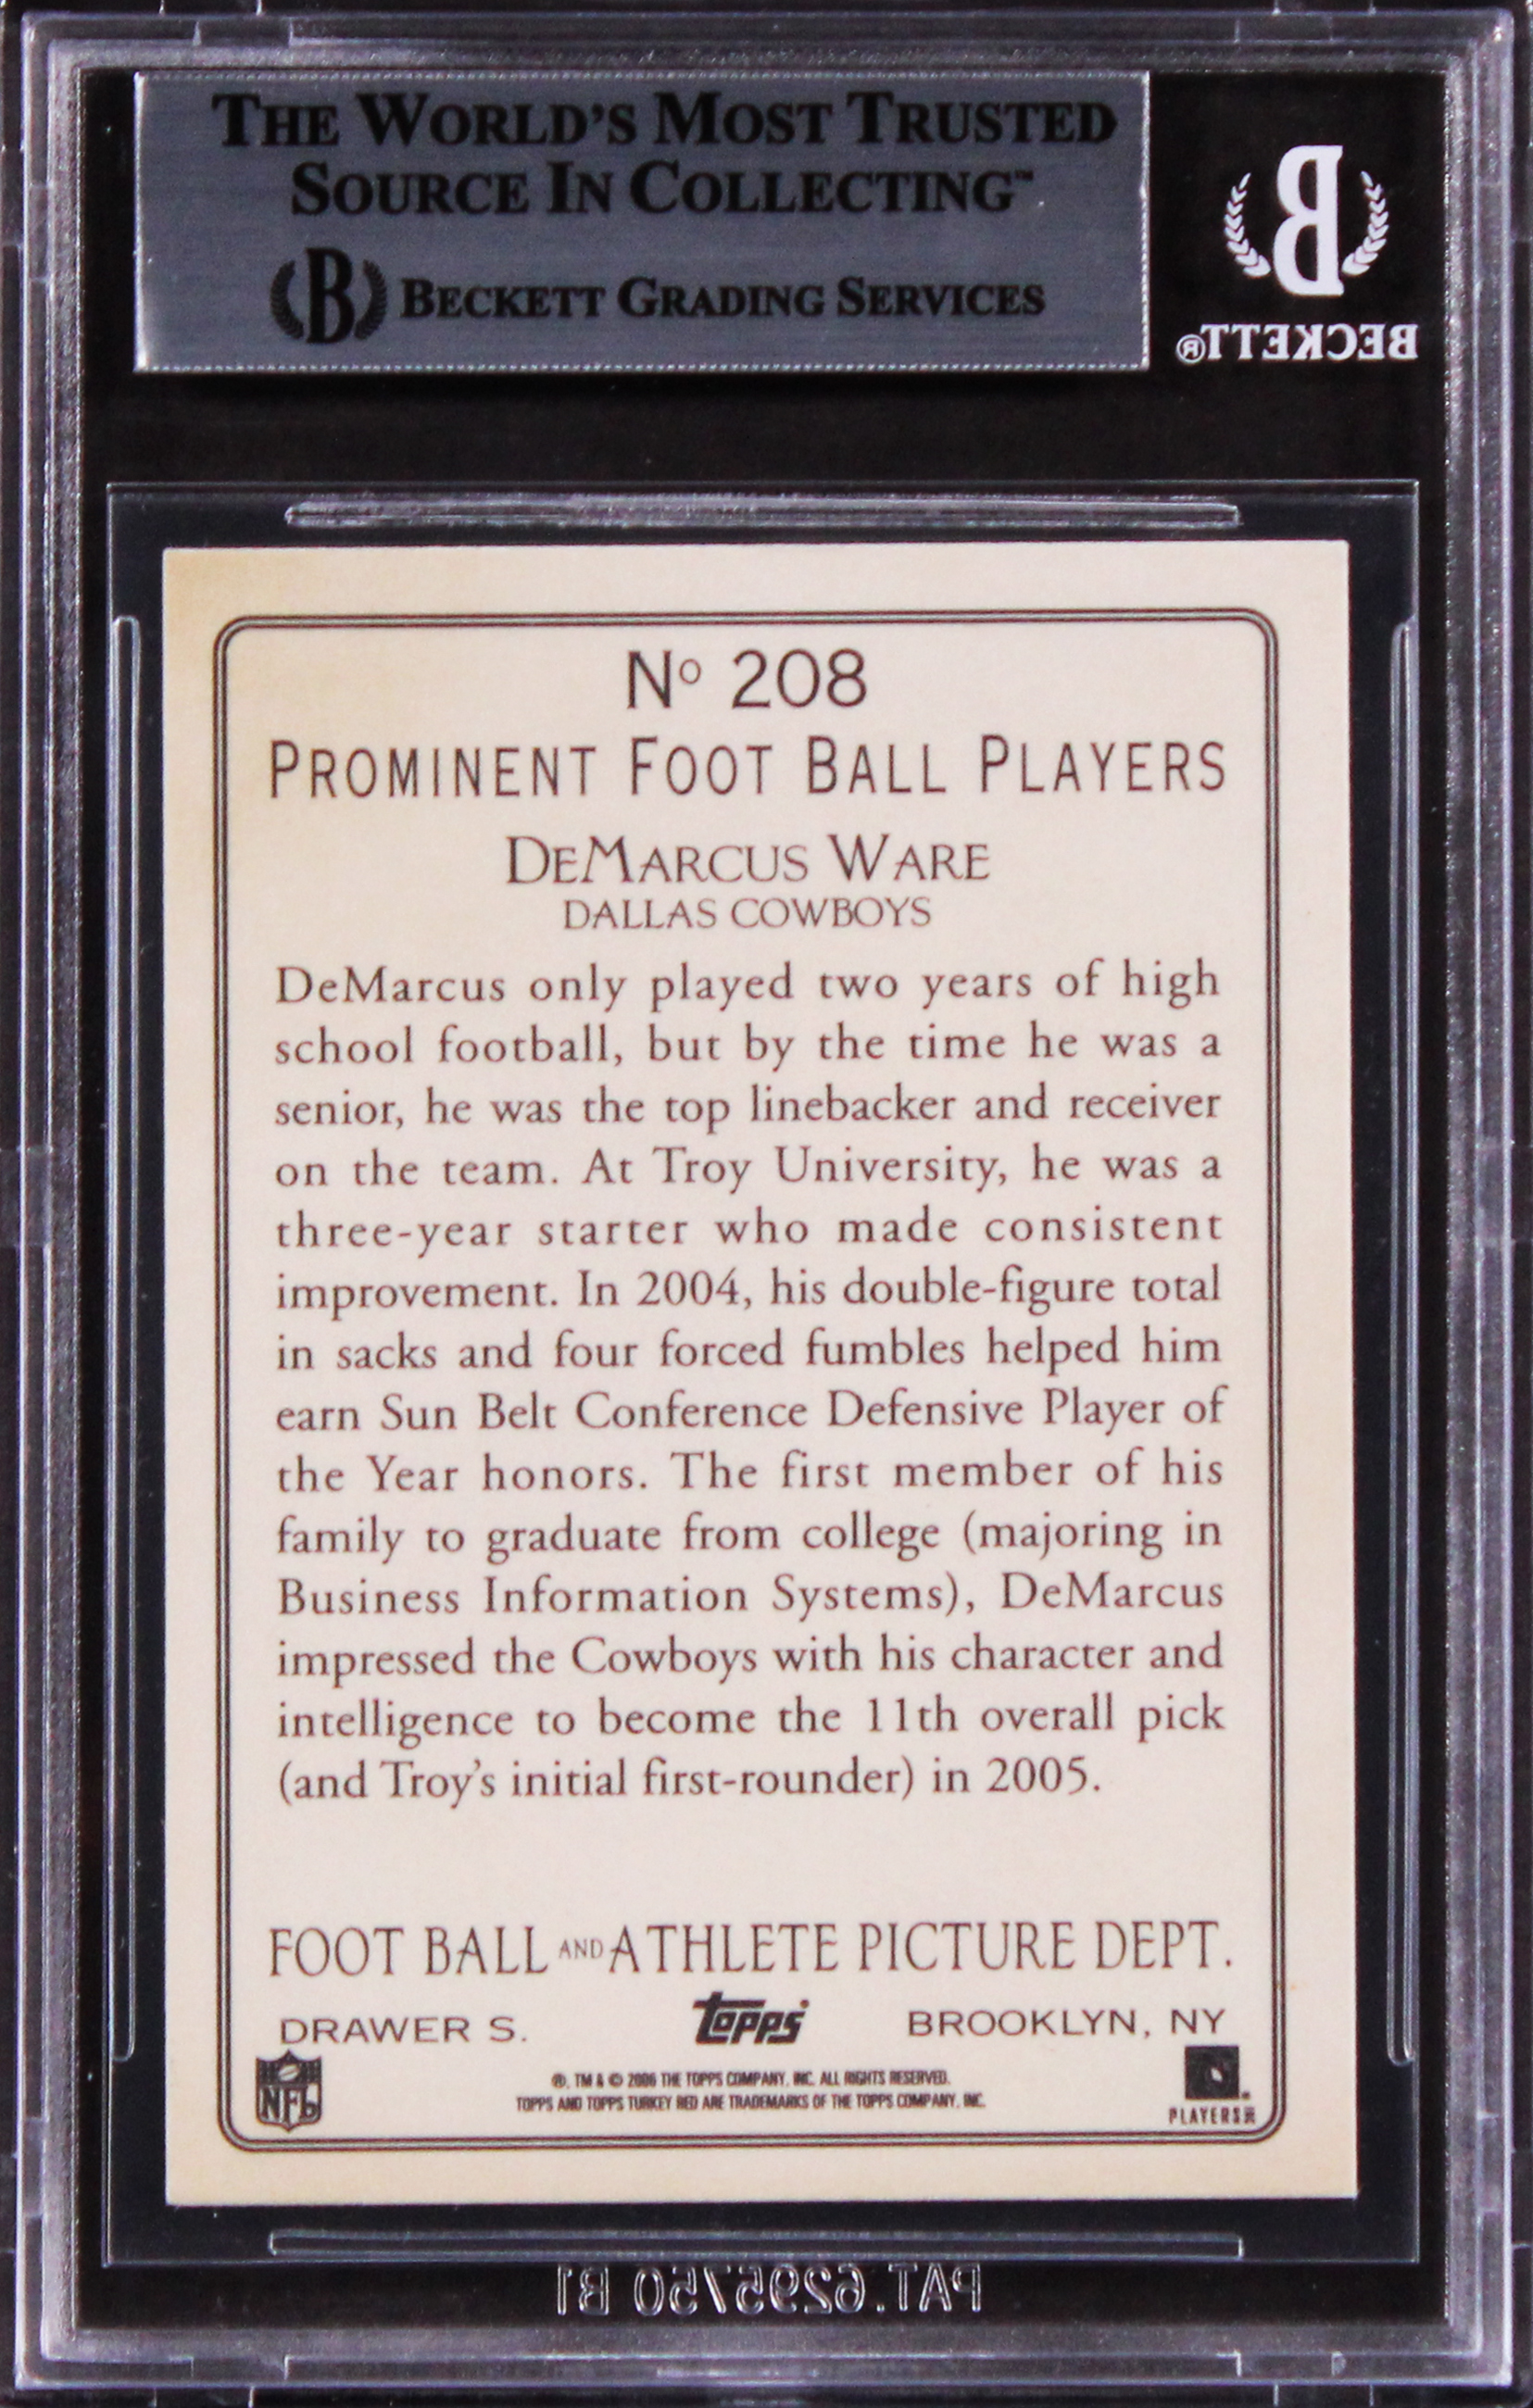 THE WORLD'S MOST TRUSTED
SOURCE IN COLLECTING™
B BECKETT GRADING SERVICES
B
BECKETT®
Nº 208
PROMINENT FOOT BALL PLAYERS
DEMARCUS WARE
DALLAS COWBOYS
DeMarcus only played two years of high
school football, but by the time he was a
senior, he was the top linebacker and receiver
on the team. At Troy University, he was a
three-year starter who made consistent
improvement. In 2004, his double-figure total
in sacks and four forced fumbles helped him
earn Sun Belt Conference Defensive Player of
the Year honors. The first member of his
family to graduate from college (majoring in
Business Information Systems), DeMarcus
impressed the Cowboys with his character and
intelligence to become the 11th overall pick
(and Troy's initial first-rounder) in 2005.
FOOT BALL AND ATHLETE PICTURE DEPT.
DRAWER S. topps BROOKLYN, NY
NFL
®, TM & © 2006 THE TOPPS COMPANY, INC. ALL RIGHTS RESERVED.
TOPPS AND TOPPS TURKEY RED ARE TRADEMARKS OF THE TOPPS COMPANY, INC.
PLAYERS
PAT.6295750 B1